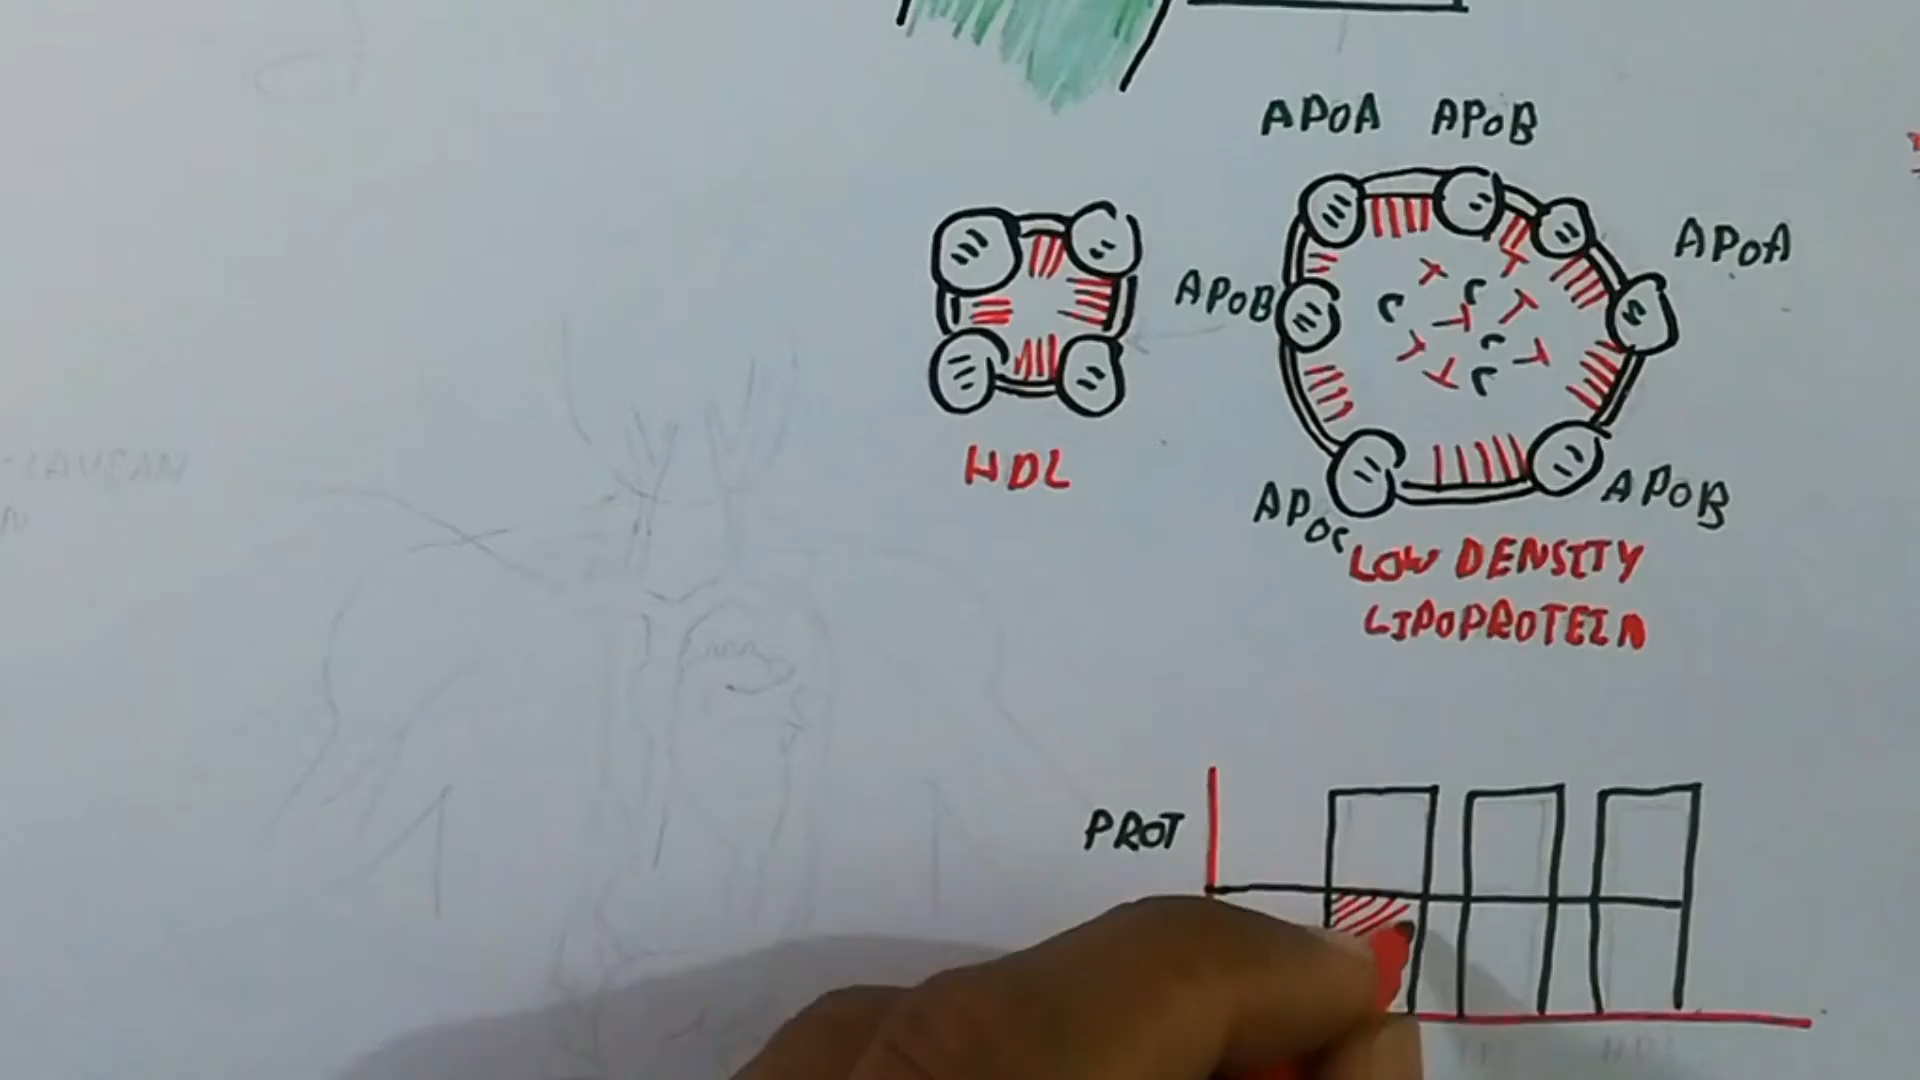 APOA APOB
APOA
APOB
HDL
APOC
APOB
LOW DENSITY
LIPOPROTEIN
T C T T C T T C T T C
PROT